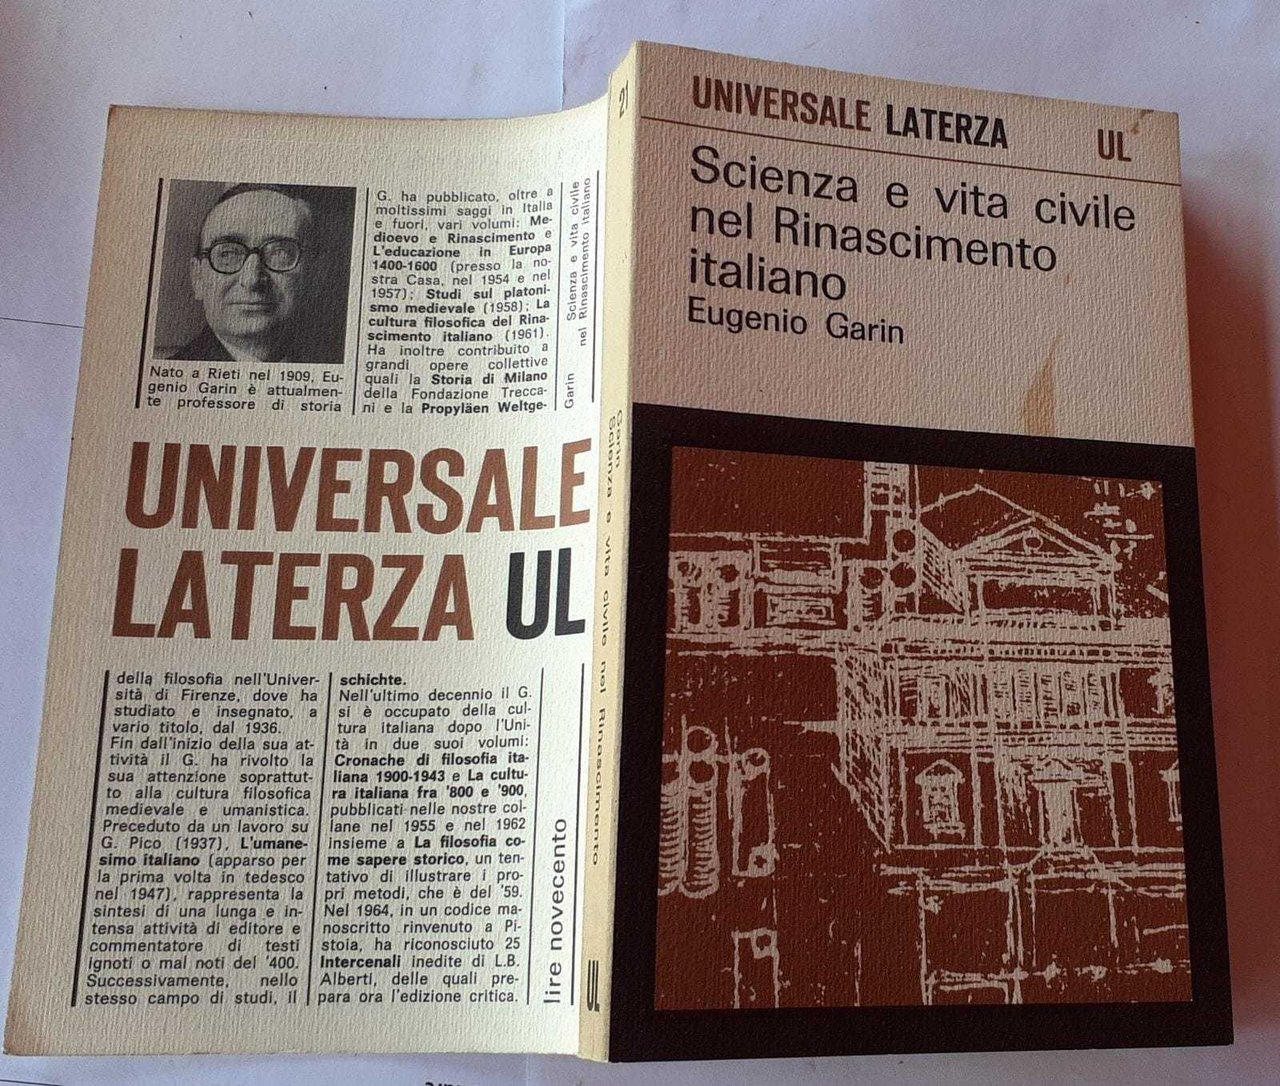 UNIVERSALE LATERZA UL
Scienza e vita civile
nel Rinascimento
italiano
Eugenio Garin
21
Garin
Scienza e vita civile nel Rinascimento
Nato a Rieti nel 1909, Eu-
genio Garin è attualmen-
te professore di storia
G. ha pubblicato, oltre a
moltissimi saggi in Italia
e fuori, vari volumi: Me-
dioevo e Rinascimento e
L'educazione in Europa
1400-1600 (presso la no-
stra Casa, nel 1954 e nel
1957); Studi sul platoni-
smo medievale (1958); La
cultura filosofica del Rina-
scimento italiano (1961).
Ha inoltre contribuito a
grandi opere collettive
quali la Storia di Milano
della Fondazione Trecca-
ni e la Propyläen Weltge-
Garin Scienza e vita civile
nel Rinascimento italiano
UNIVERSALE
LATERZA UL
della filosofia nell'Univer-
sità di Firenze, dove ha
studiato e insegnato, a
vario titolo, dal 1936.
Fin dall'inizio della sua at-
tività il G. ha rivolto la
sua attenzione soprattut-
to alla cultura filosofica
medievale e umanistica.
Preceduto da un lavoro su
G. Pico (1937), L'umane-
simo italiano (apparso per
la prima volta in tedesco
nel 1947), rappresenta la
sintesi di una lunga e in-
tensa attività di editore e
commentatore di testi
ignoti o mal noti del '400.
Successivamente, nello
stesso campo di studi, il
schichte.
Nell'ultimo decennio il G.
si è occupato della cul-
tura italiana dopo l'Uni-
tà in due suoi volumi:
Cronache di filosofia ita-
liana 1900-1943 e La cultu-
ra italiana fra '800 e '900,
pubblicati nelle nostre col-
lane nel 1955 e nel 1962
insieme a La filosofia co-
me sapere storico, un ten-
tativo di illustrare i pro-
pri metodi, che è del '59.
Nel 1964, in un codice ma-
noscritto rinvenuto a Pi-
stoia, ha riconosciuto 25
Intercenali inedite di L.B.
Alberti, delle quali pre-
para ora l'edizione critica.
lire novecento